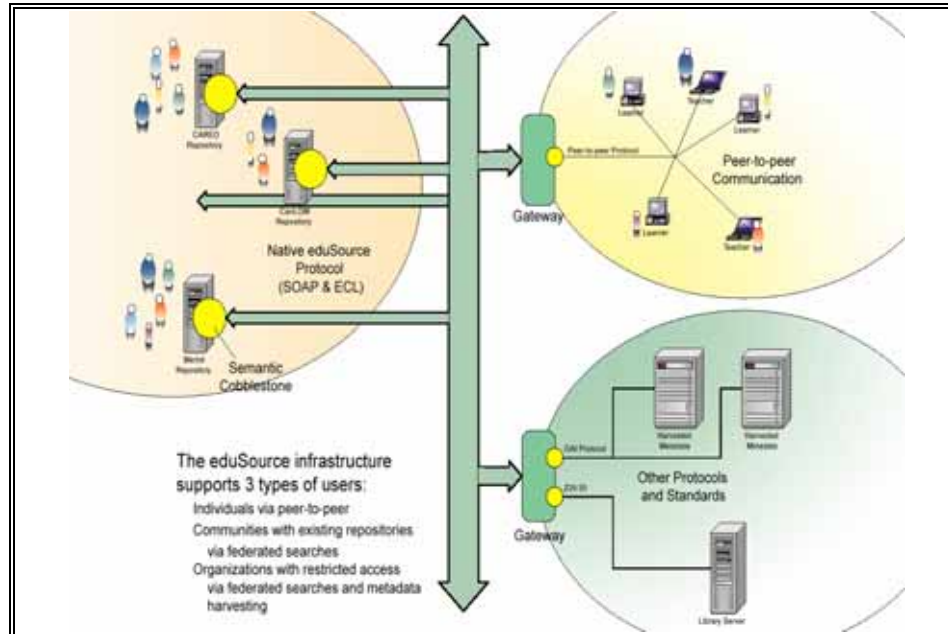 CAREO
Repository
CanLOM
Repository
Native eduSource
Protocol
(SOAP & ECL)
Repository
Semantic
Cobblestone
The eduSource infrastructure
supports 3 types of users:
Individuals via peer-to-peer
Communities with existing repositories
via federated searches
Organizations with restricted access
via federated searches and metadata
harvesting
Gateway
Peer-to-peer Protocol
Learner
Teacher
Learner
Learner
Teacher
Peer-to-peer
Communication
Gateway
OAI Protocol
Harvested
Harvested
Other Protocols
and Standards
Library Server